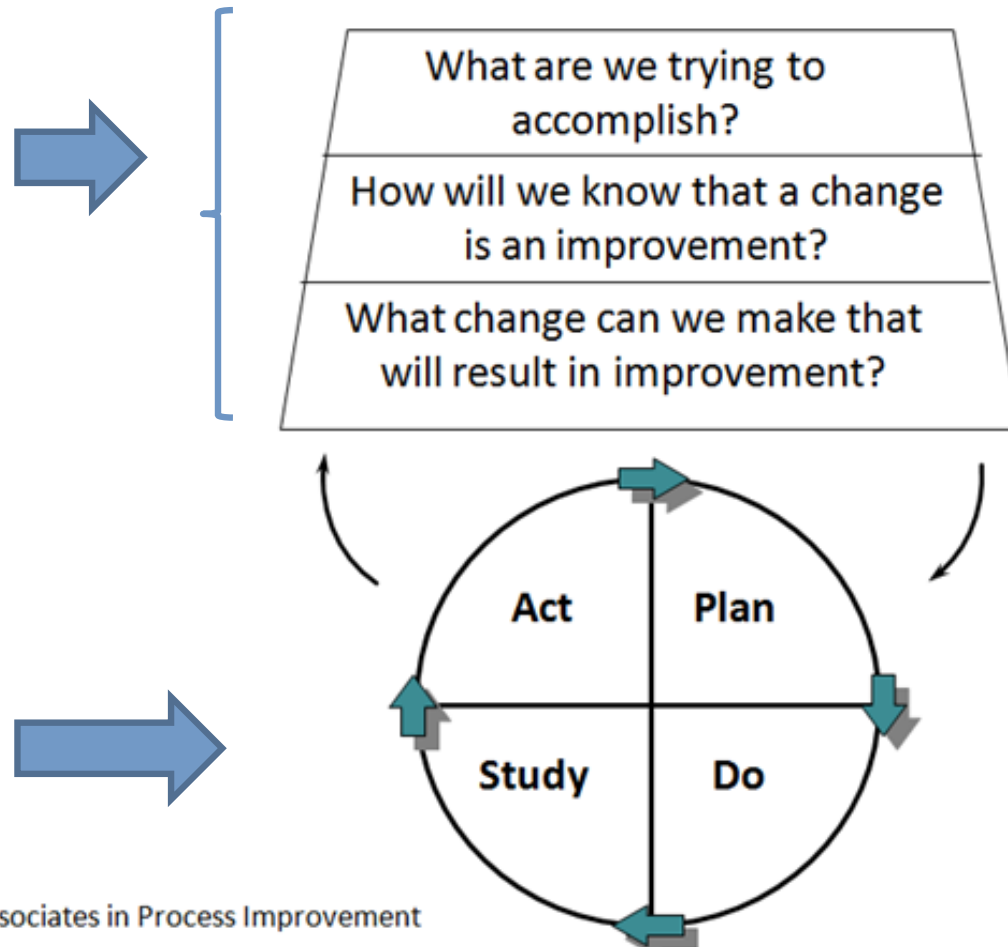 What are we trying to
accomplish?
How will we know that a change
is an improvement?
What change can we make that
will result in improvement?
Act
Plan
Study
Do
sociates in Process Improvement